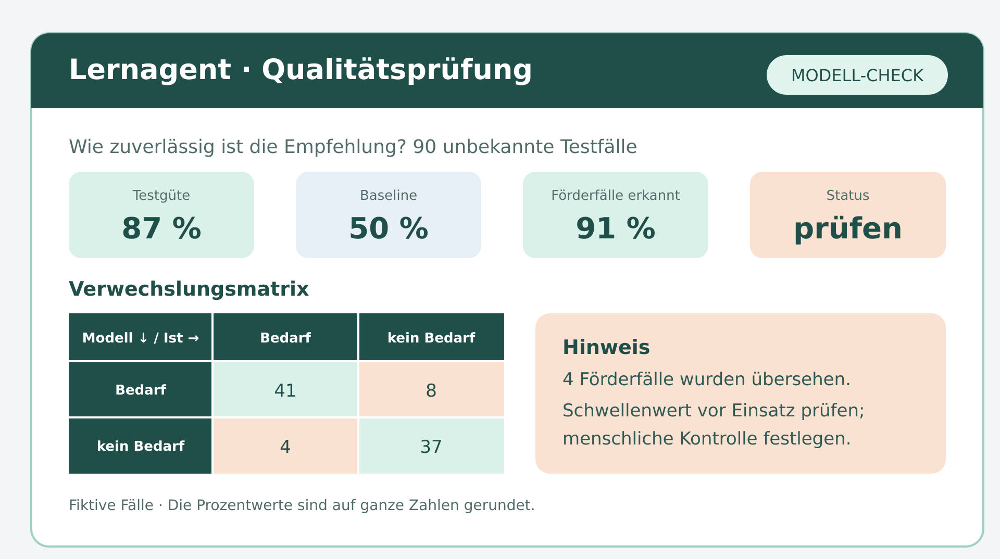 Lernagent · Qualitätsprüfung
MODELL-CHECK
Wie zuverlässig ist die Empfehlung? 90 unbekannte Testfälle
Testgüte
87 %
Baseline
50 %
Förderfälle erkannt
91 %
Status
prüfen
Verwechslungsmatrix
Modell ↓ / Ist → Bedarf kein Bedarf
Bedarf 41 8
kein Bedarf 4 37
Hinweis
4 Förderfälle wurden übersehen.
Schwellenwert vor Einsatz prüfen;
menschliche Kontrolle festlegen.
Fiktive Fälle · Die Prozentwerte sind auf ganze Zahlen gerundet.